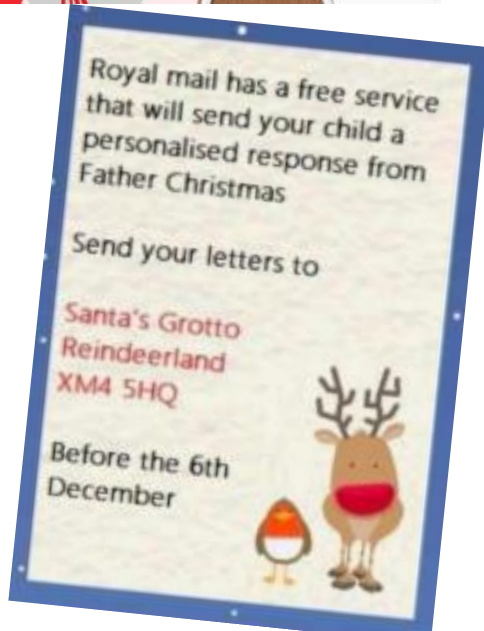 Royal mail has a free service
that will send your child a
personalised response from
Father Christmas
Send your letters to
Santa's Grotto
Reindeerland
XM4 5HQ
Before the 6th
December